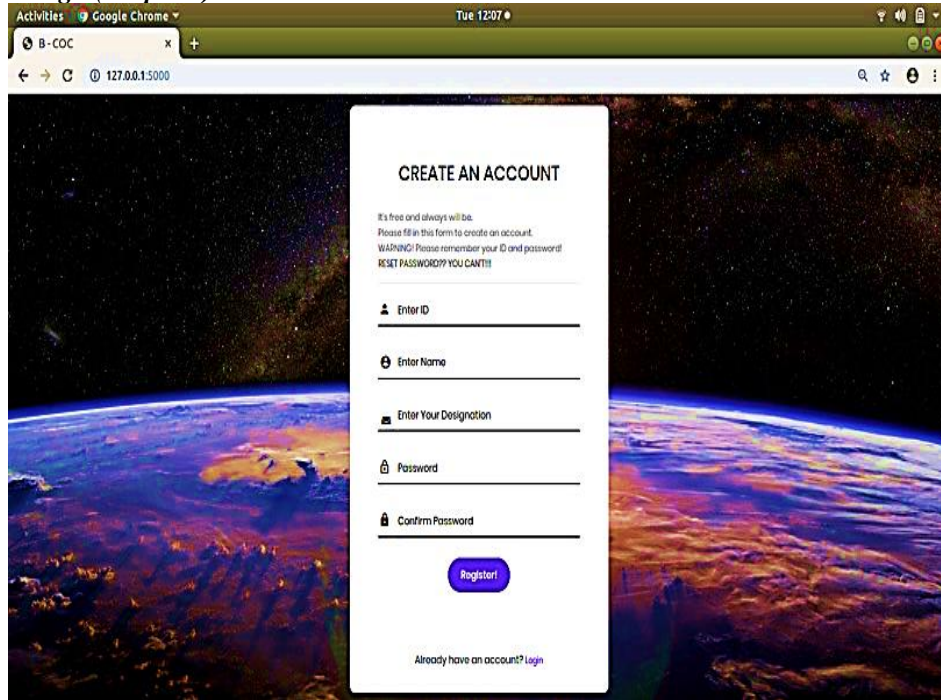 Activities Google Chrome Tue 12:07
B-COC × +
127.0.0.1:5000
CREATE AN ACCOUNT
It's free and always will be.
Please fill in this form to create an account.
WARNING! Please remember your ID and password!
RESET PASSWORD?? YOU CAN'T!!!
Enter ID
Enter Name
Enter Your Designation
Password
Confirm Password
Register!
Already have an account? Login